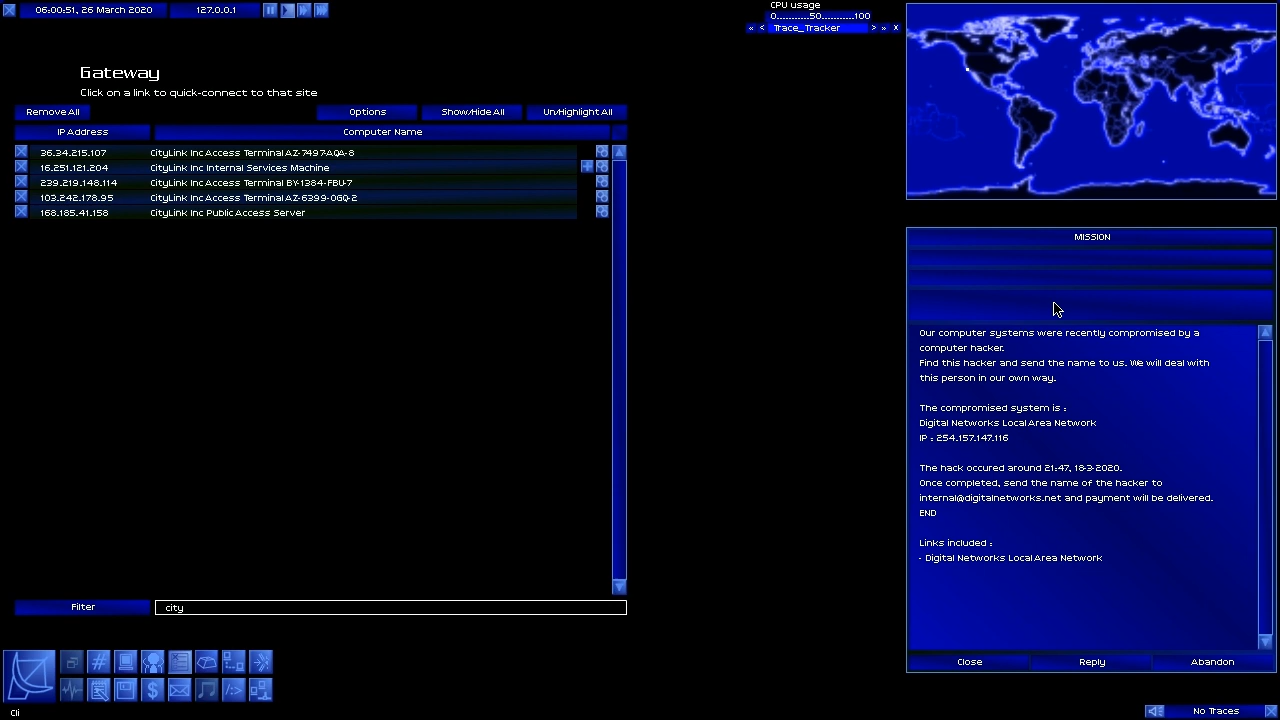 06:00:51, 26 March 2020
127.0.0.1
CPU usage
0...........50...........100
« < Trace_Tracker > » x
Gateway
Click on a link to quick-connect to that site
Remove All
Options
Show/Hide All
Un/Highlight All
IP Address
Computer Name
36.34.215.107 CityLink Inc Access Terminal AZ-7497-AQA-8
16.251.121.204 CityLink Inc Internal Services Machine
239.219.148.114 CityLink Inc Access Terminal BY-1384-FBU-7
103.242.178.95 CityLink Inc Access Terminal AZ-6399-OGQ-2
168.185.41.158 CityLink Inc Public Access Server
Filter
city
MISSION
Our computer systems were recently compromised by a
computer hacker.
Find this hacker and send the name to us. We will deal with
this person in our own way.
The compromised system is :
Digital Networks Local Area Network
IP : 254.157.147.116
The hack occured around 21:47, 18-3-2020.
Once completed, send the name of the hacker to
internal@digitalnetworks.net and payment will be delivered.
END
Links included :
- Digital Networks Local Area Network
Close
Reply
Abandon
Cli
No Traces